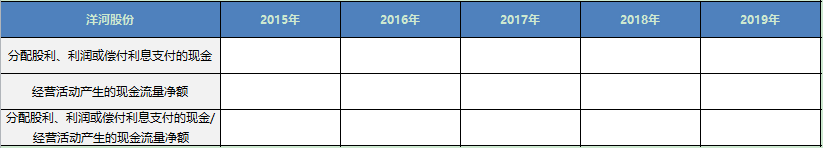 洋河股份 2015年 2016年 2017年 2018年 2019年
分配股利、利润或偿付利息支付的现金
经营活动产生的现金流量净额
分配股利、利润或偿付利息支付的现金/
经营活动产生的现金流量净额